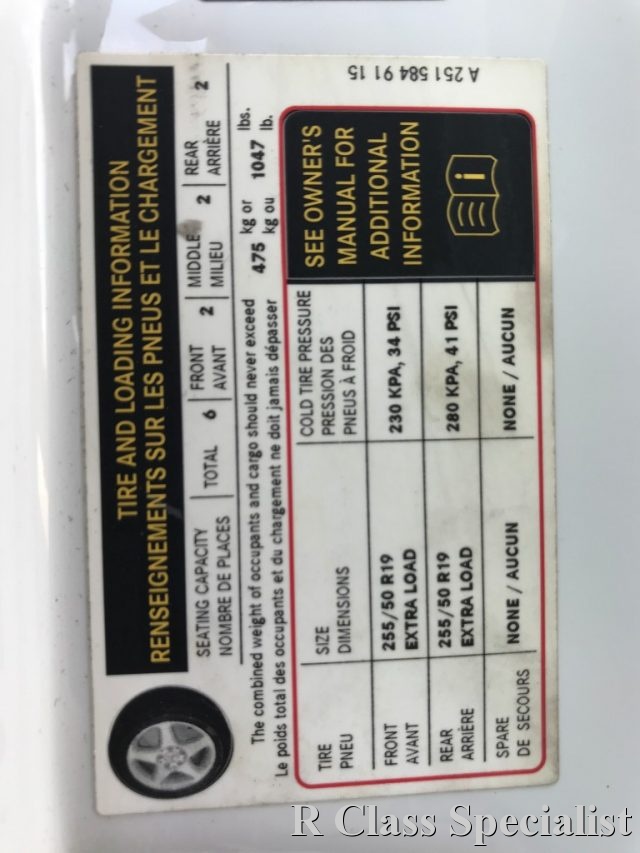 TIRE AND LOADING INFORMATION
RENSEIGNEMENTS SUR LES PNEUS ET LE CHARGEMENT
SEATING CAPACITY TOTAL 6 FRONT 2 MIDDLE 2 REAR 2
NOMBRE DE PLACES AVANT MILIEU ARRIÈRE
The combined weight of occupants and cargo should never exceed 475 kg or 1047 lbs.
Le poids total des occupants et du chargement ne doit jamais dépasser kg ou lb.
TIRE SIZE COLD TIRE PRESSURE
PNEU DIMENSIONS PRESSION DES
PNEUS À FROID
FRONT 255/50 R19 230 KPA, 34 PSI
AVANT EXTRA LOAD
REAR 255/50 R19 280 KPA, 41 PSI
ARRIÈRE EXTRA LOAD
SPARE NONE / AUCUN NONE / AUCUN
DE SECOURS
SEE OWNER'S
MANUAL FOR
ADDITIONAL
INFORMATION
A 251 584 91 15
R Class Specialist